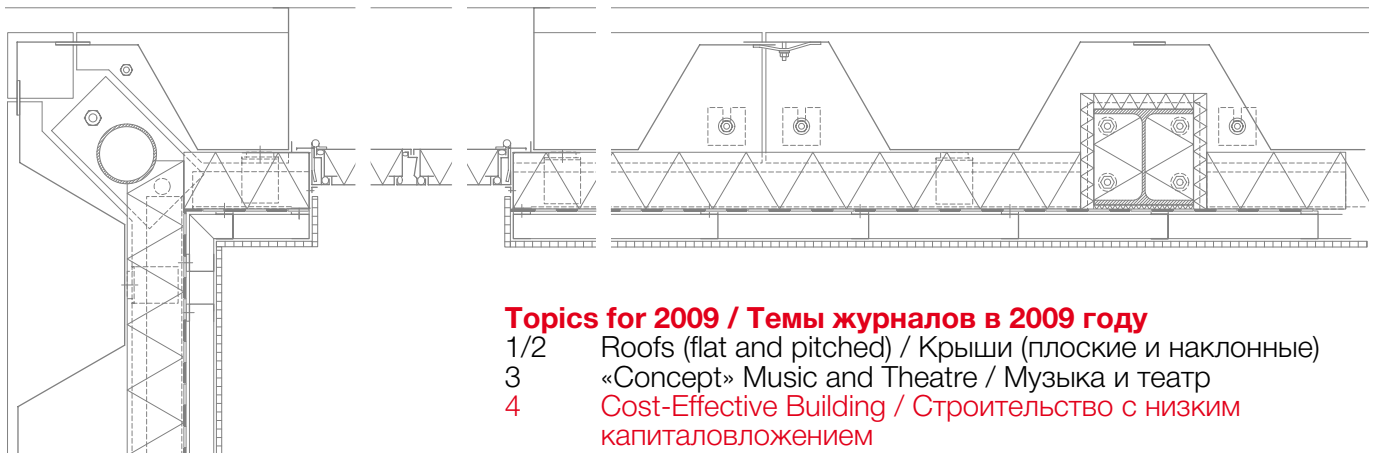 Topics for 2009 / Темы журналов в 2009 году
1/2 Roofs (flat and pitched) / Крыши (плоские и наклонные)
3 «Concept» Music and Theatre / Музыка и театр
4 Cost-Effective Building / Строительство с низким
капиталовложением